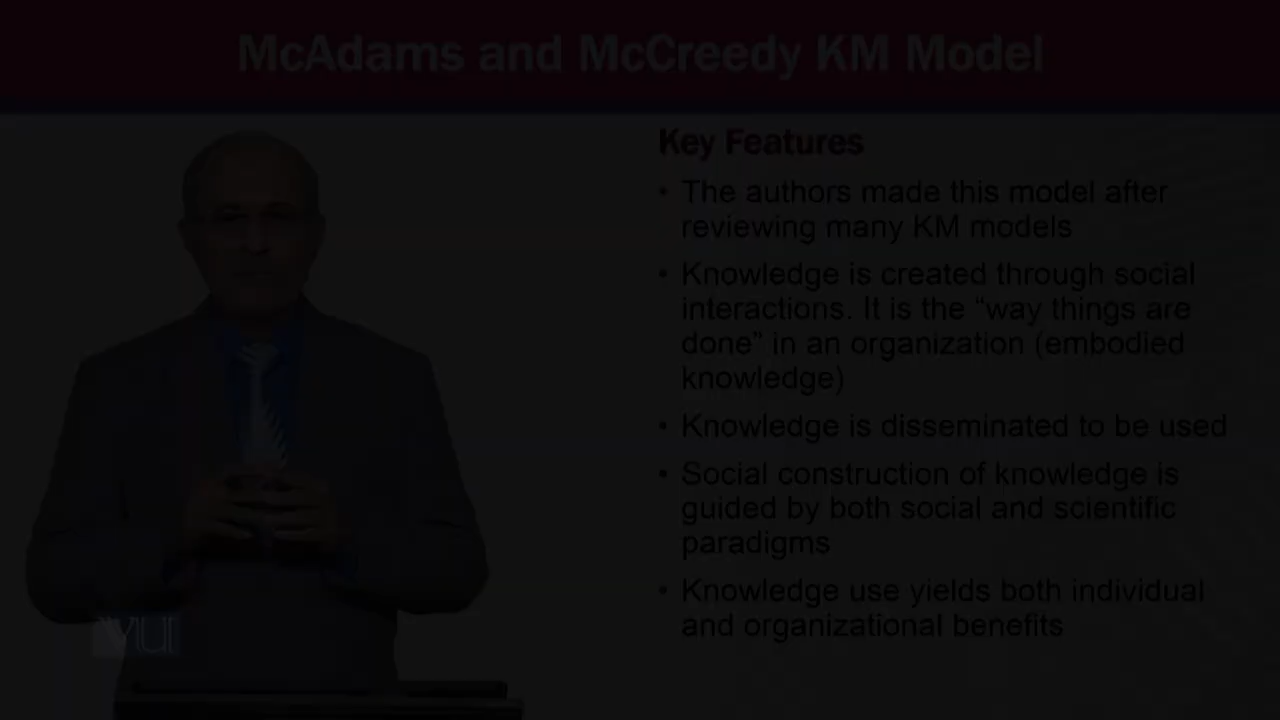 McAdams and McCreedy KM Model
Key Features
• The authors made this model after
reviewing many KM models
• Knowledge is created through social
interactions. It is the “way things are
done” in an organization (embodied
knowledge)
• Knowledge is disseminated to be used
• Social construction of knowledge is
guided by both social and scientific
paradigms
• Knowledge use yields both individual
and organizational benefits
VU